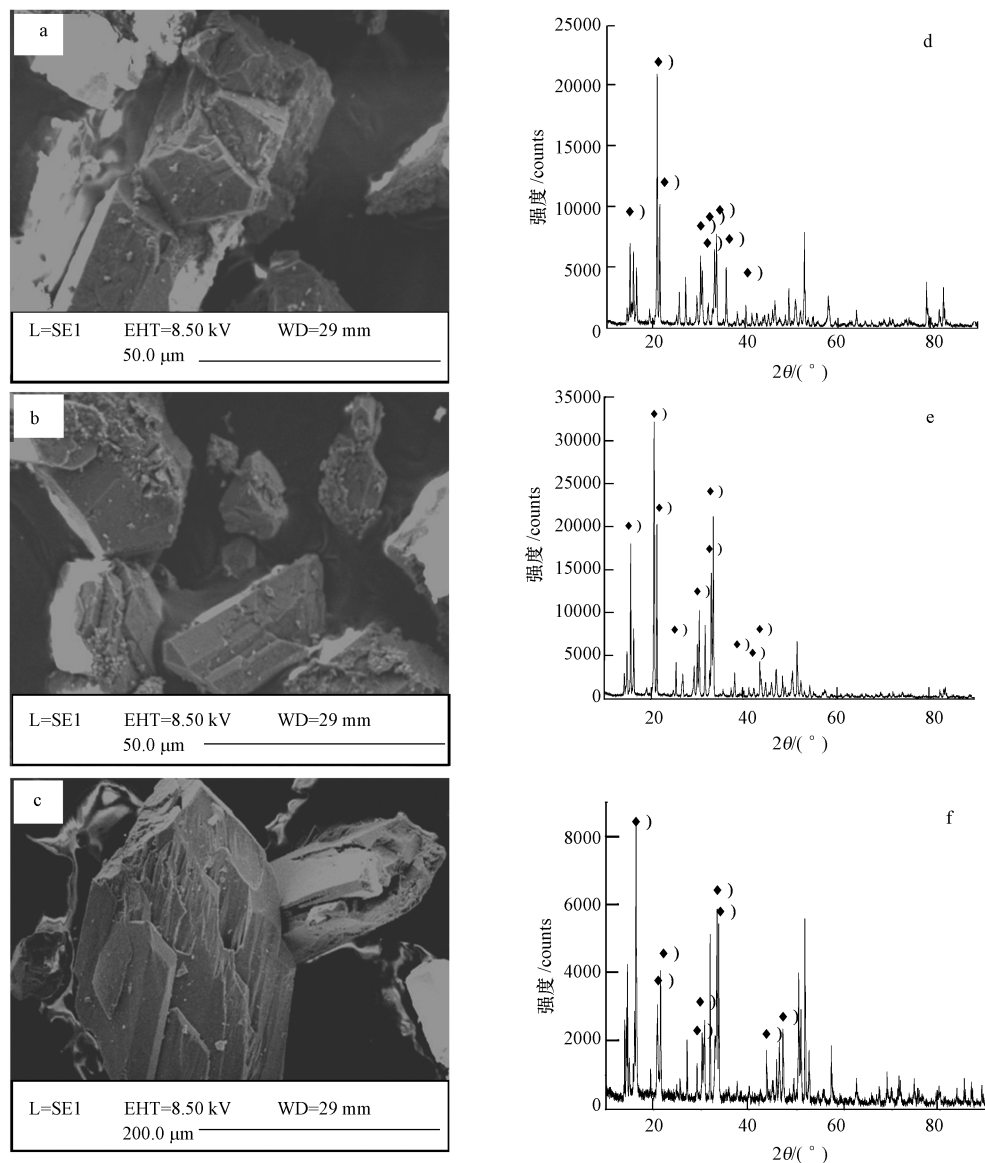 a
L=SE1 EHT=8.50 kV WD=29 mm
50.0 μm
d
25000
20000
15000
10000
5000
0
强度/counts
♦ )
♦ )
♦ )
♦ )
♦ )
♦ )
♦ )
♦ )
♦ )
20 40 60 80
2θ/( ° )
b
L=SE1 EHT=8.50 kV WD=29 mm
50.0 μm
e
35000
30000
25000
20000
15000
10000
5000
0
强度/counts
♦ )
♦ )
♦ )
♦ )
♦ )
♦ )
♦ )
♦ )
♦ )
♦ )
20 40 60 80
2θ/( ° )
c
L=SE1 EHT=8.50 kV WD=29 mm
200.0 μm
f
8000
6000
4000
2000
0
强度/counts
♦ )
♦ )
♦ )
♦ )
♦ )
♦ )
♦ )
♦ )
♦ )
20 40 60 80
2θ/( ° )